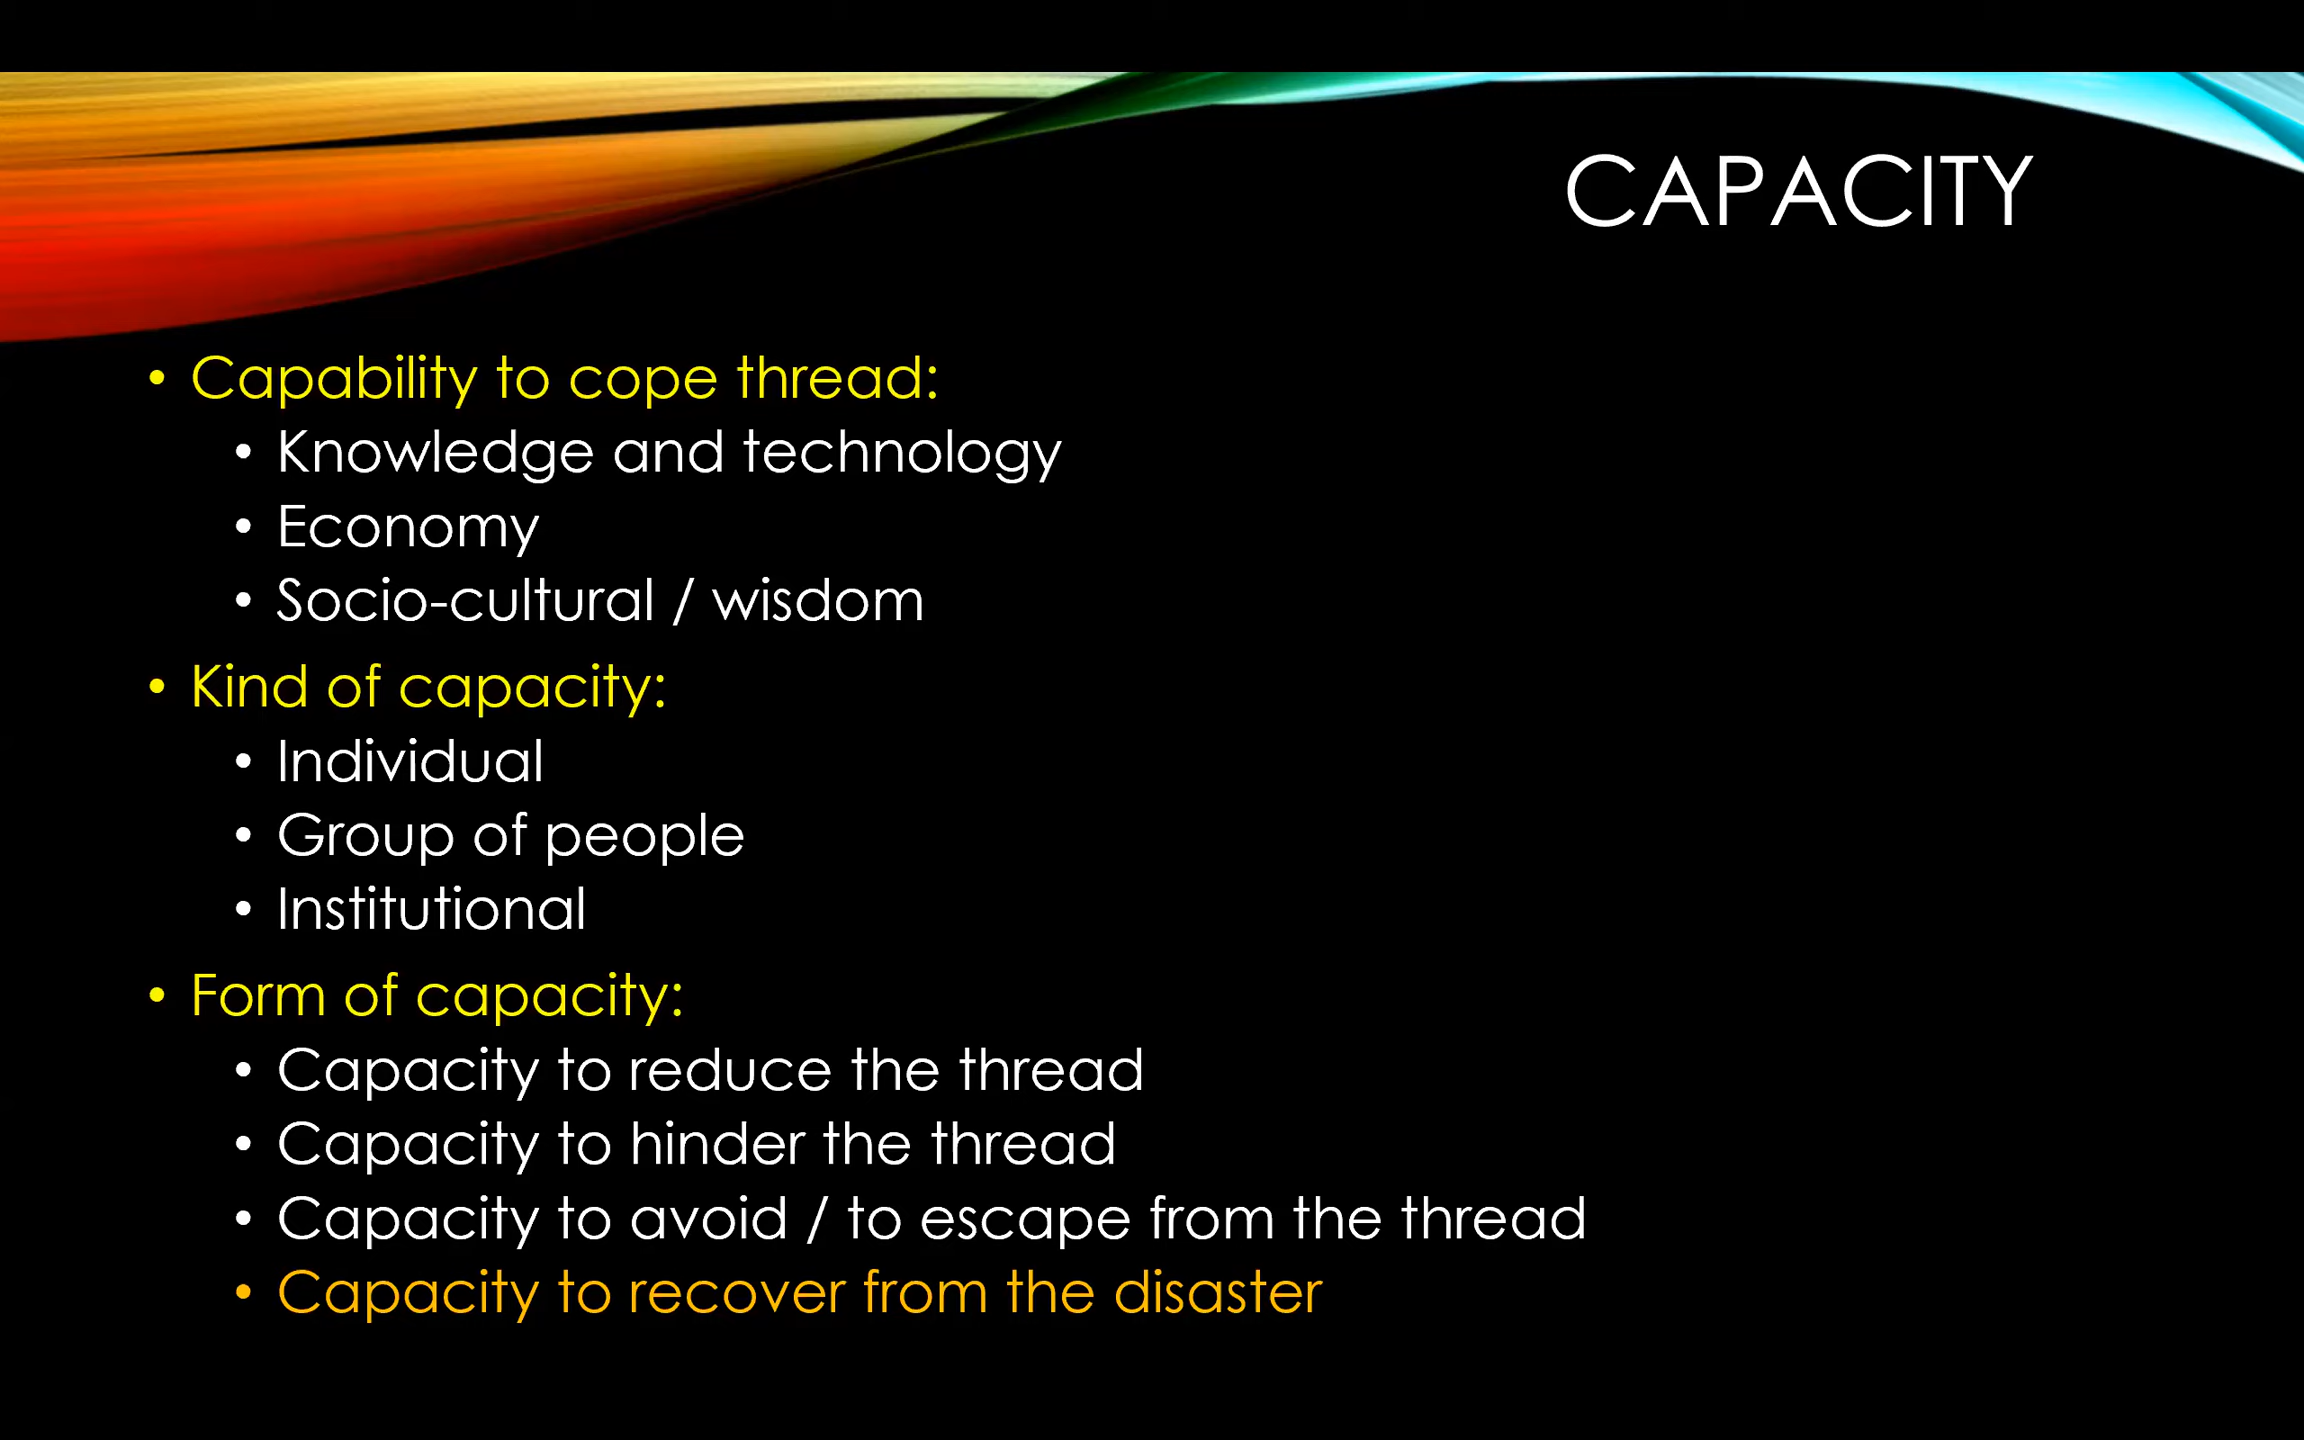 CAPACITY
• Capability to cope thread:
• Knowledge and technology
• Economy
• Socio-cultural / wisdom
• Kind of capacity:
• Individual
• Group of people
• Institutional
• Form of capacity:
• Capacity to reduce the thread
• Capacity to hinder the thread
• Capacity to avoid / to escape from the thread
• Capacity to recover from the disaster